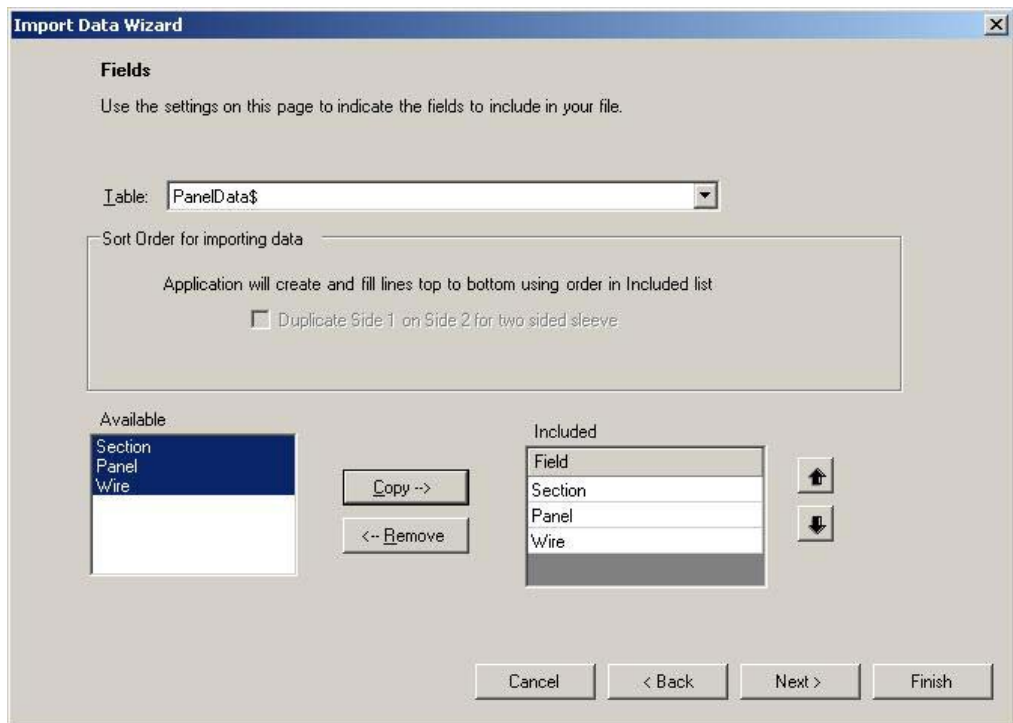 Import Data Wizard
Fields
Use the settings on this page to indicate the fields to include in your file.
Table: PanelData$
Sort Order for importing data
Application will create and fill lines top to bottom using order in Included list
Duplicate Side 1 on Side 2 for two sided sleeve
Available
Section
Panel
Wire
Copy -->
<-- Remove
Included
Field
Section
Panel
Wire
Cancel
< Back
Next >
Finish